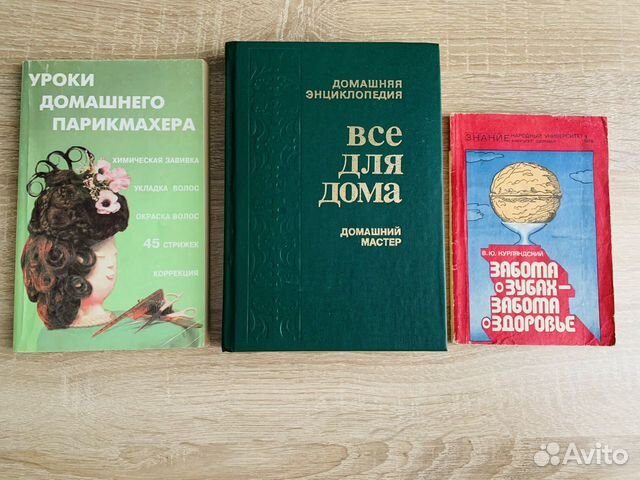 УРОКИ
ДОМАШНЕГО
ПАРИКМАХЕРА
ХИМИЧЕСКАЯ ЗАВИВКА
УКЛАДКА ВОЛОС
ОКРАСКА ВОЛОС
45 СТРИЖЕК
КОРРЕКЦИЯ
ДОМАШНЯЯ
ЭНЦИКЛОПЕДИЯ
ВСЕ
ДЛЯ
ДОМА
ДОМАШНИЙ
МАСТЕР
ЗНАНИЕ НАРОДНЫЙ УНИВЕРСИТЕТ
В. Ю. КУРЛЯНДСКИЙ
ЗАБОТА
О ЗУБАХ —
ЗАБОТА
О ЗДОРОВЬЕ
Avito